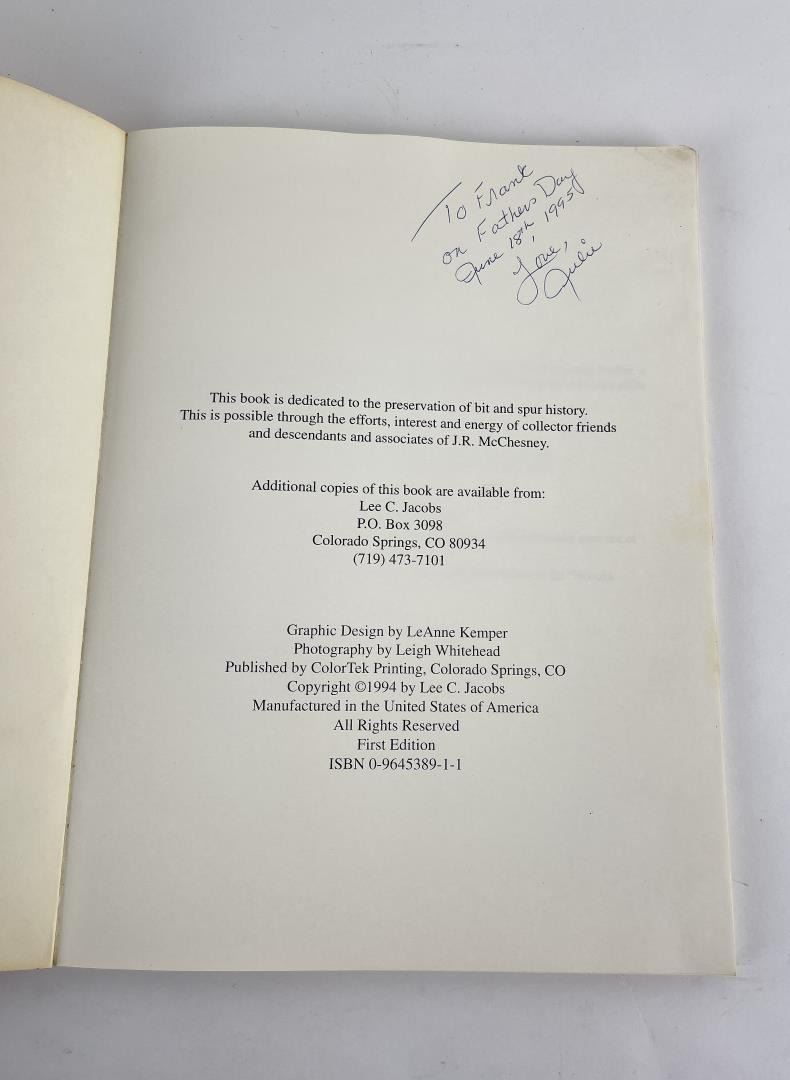 To Frank
on Fathers Day
June 18th, 1995
Love,
Julie
This book is dedicated to the preservation of bit and spur history.
This is possible through the efforts, interest and energy of collector friends
and descendants and associates of J.R. McChesney.
Additional copies of this book are available from:
Lee C. Jacobs
P.O. Box 3098
Colorado Springs, CO 80934
(719) 473-7101
Graphic Design by LeAnne Kemper
Photography by Leigh Whitehead
Published by ColorTek Printing, Colorado Springs, CO
Copyright ©1994 by Lee C. Jacobs
Manufactured in the United States of America
All Rights Reserved
First Edition
ISBN 0-9645389-1-1